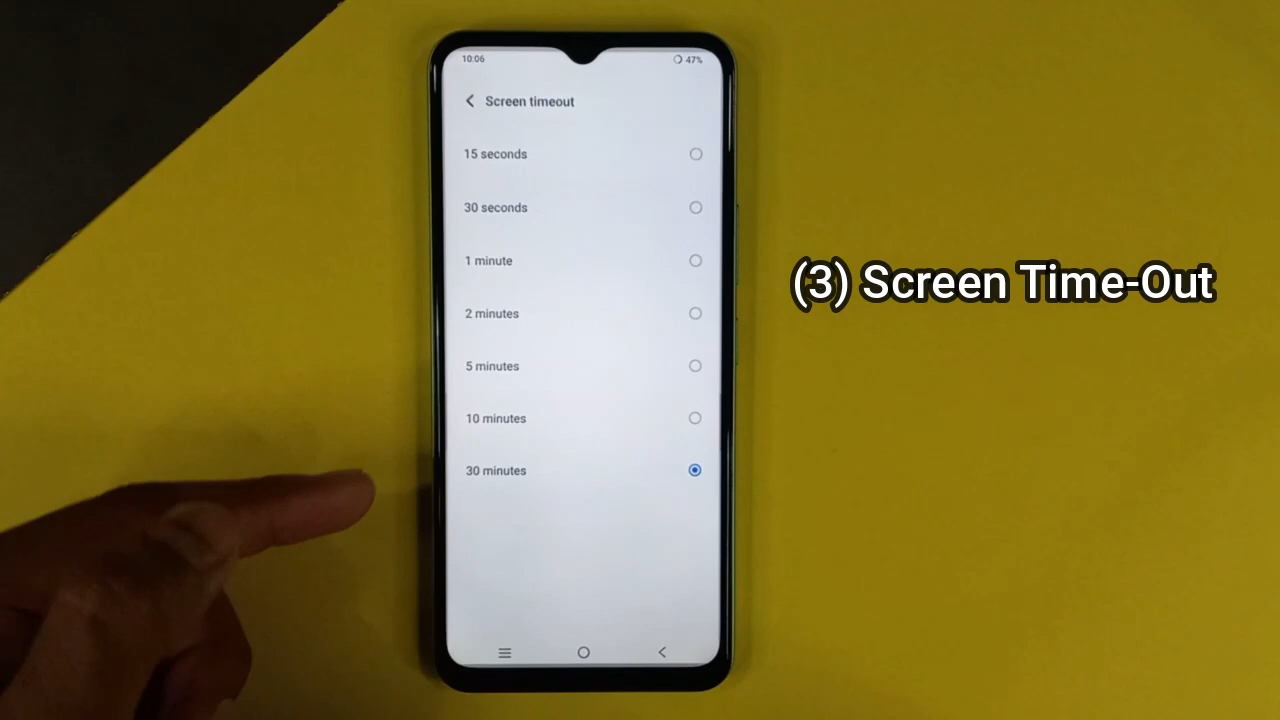 10:06
47%
Screen timeout
15 seconds
30 seconds
1 minute
2 minutes
5 minutes
10 minutes
30 minutes
(3) Screen Time-Out